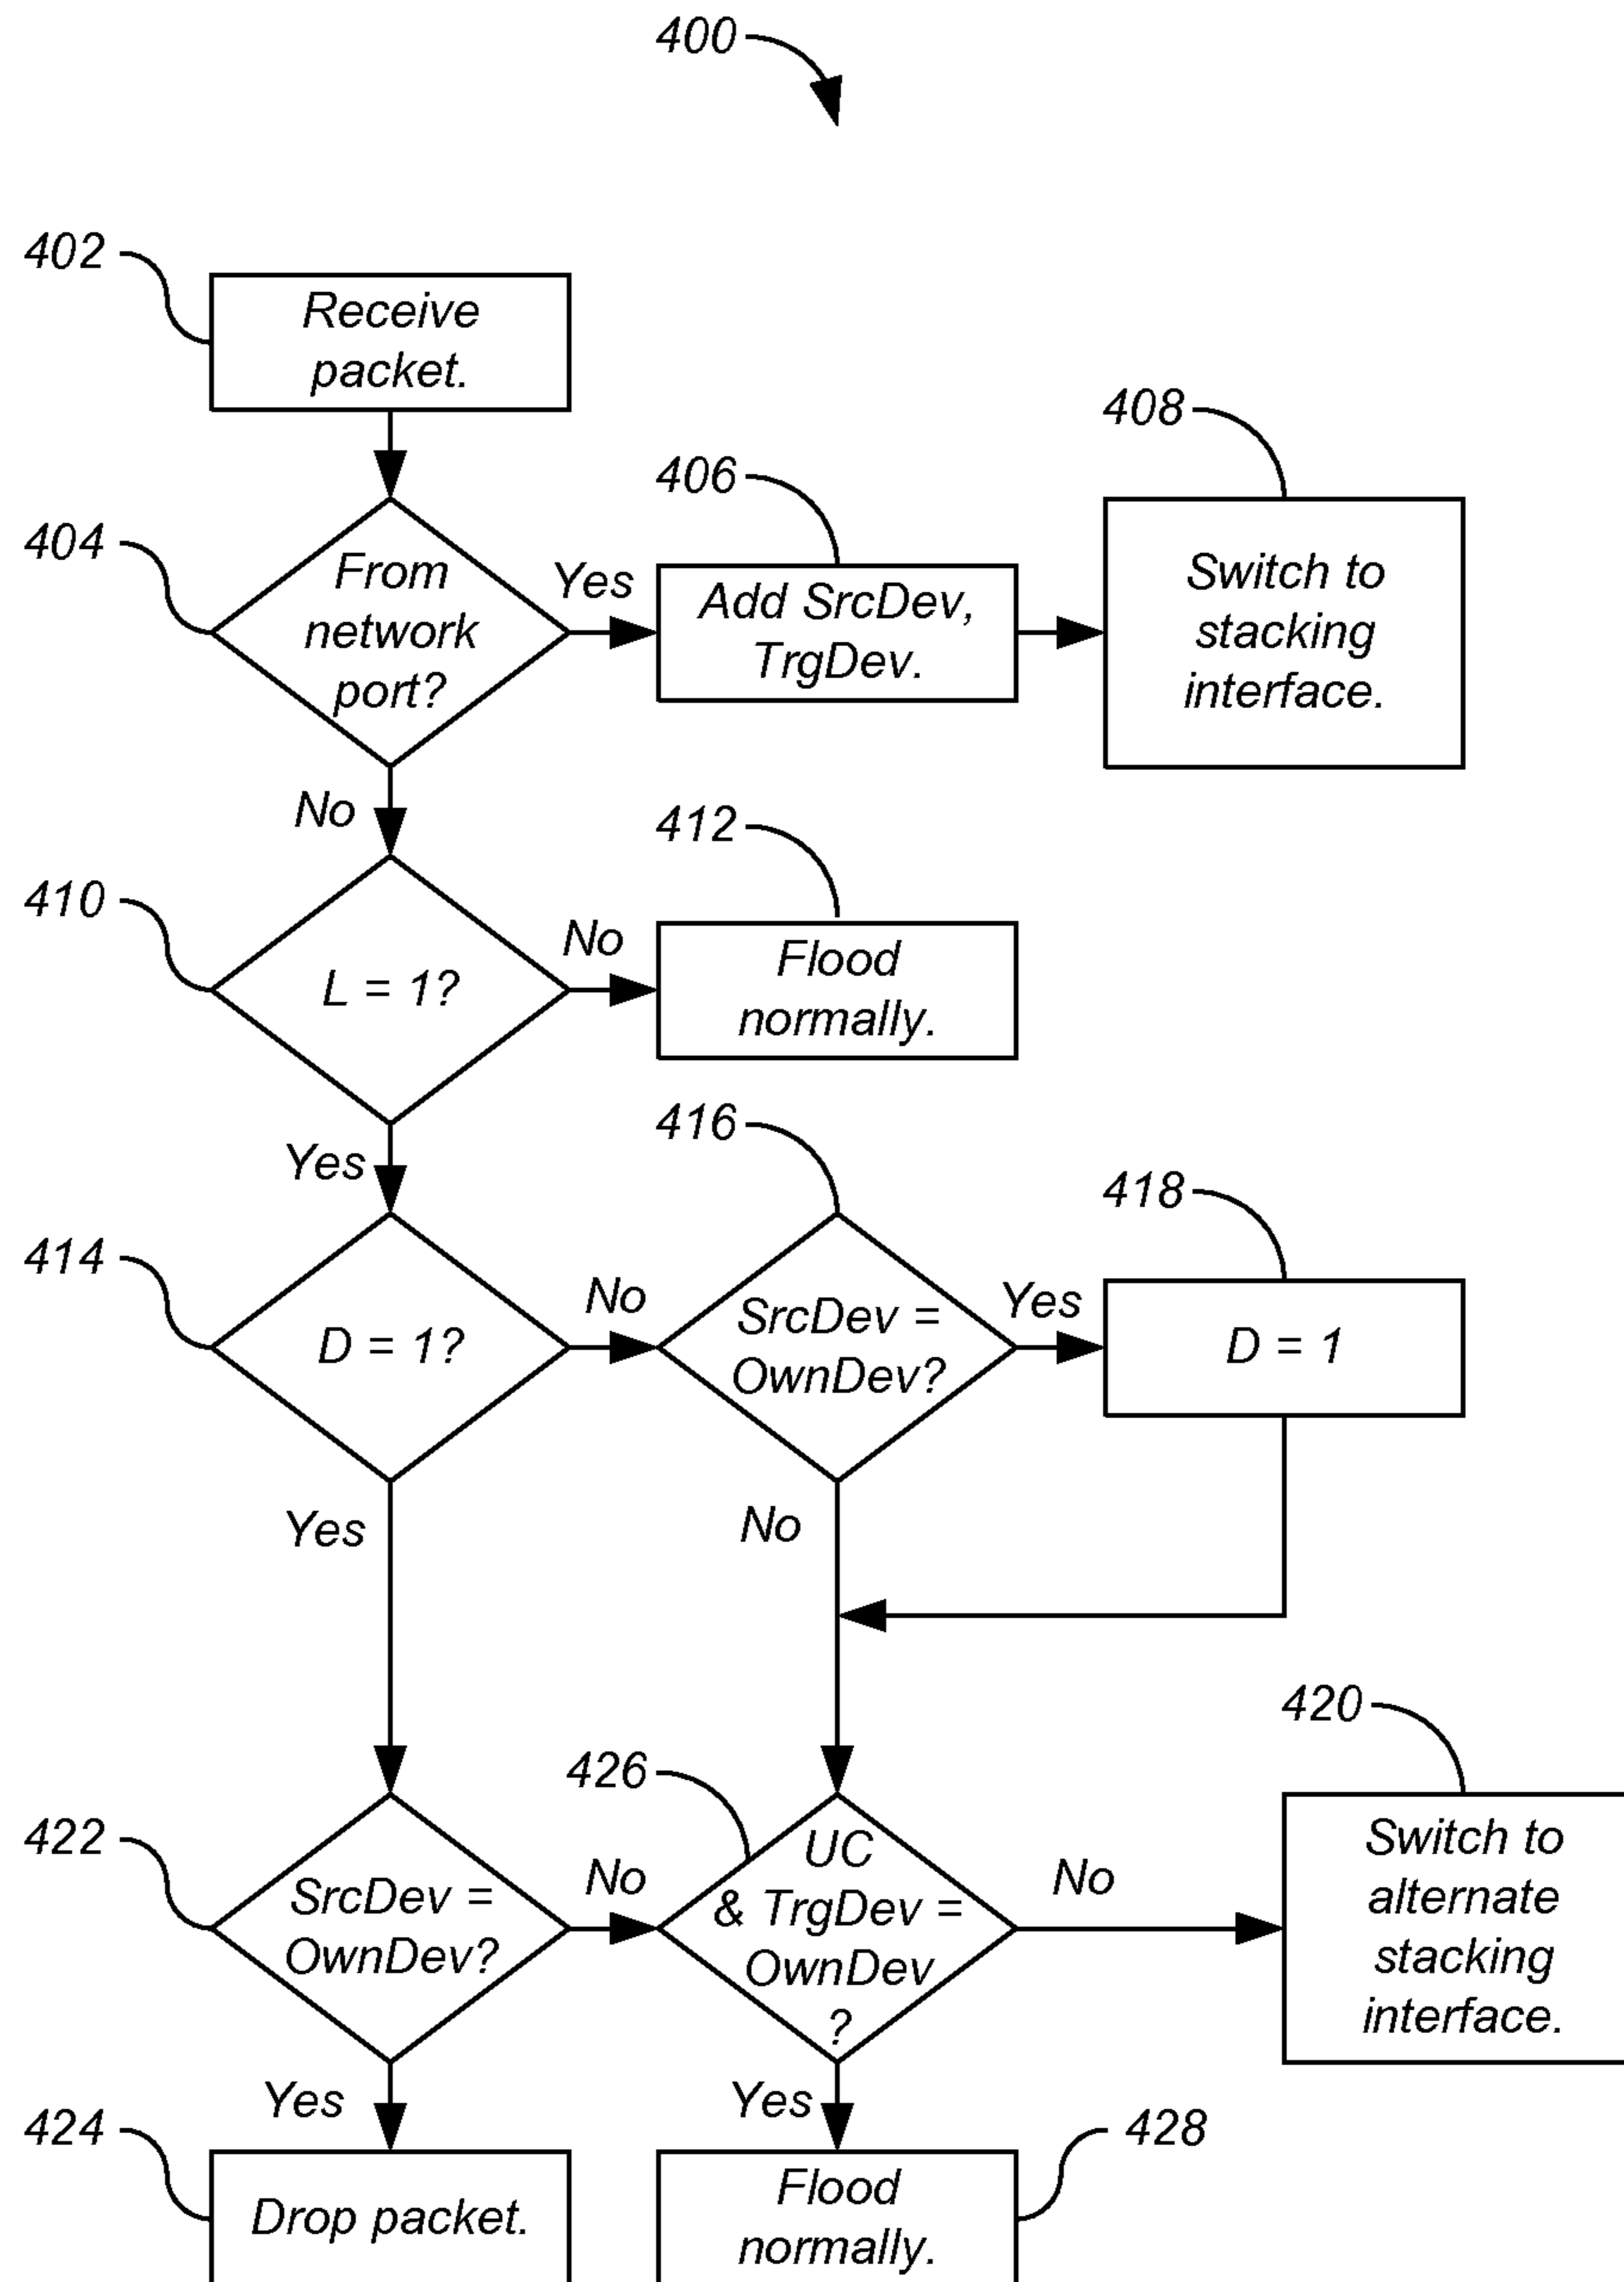 400
402
Receive
packet.
408
406
404
From
network
port?
Yes
Add SrcDev,
TrgDev.
Switch to
stacking
interface.
No
412
410
L = 1?
No
Flood
normally.
Yes
416
418
414
D = 1?
No
SrcDev =
OwnDev?
Yes
D = 1
Yes
No
420
426
422
SrcDev =
OwnDev?
No
UC
& TrgDev =
OwnDev
?
No
Switch to
alternate
stacking
interface.
Yes
Yes
424
Drop packet.
428
Flood
normally.